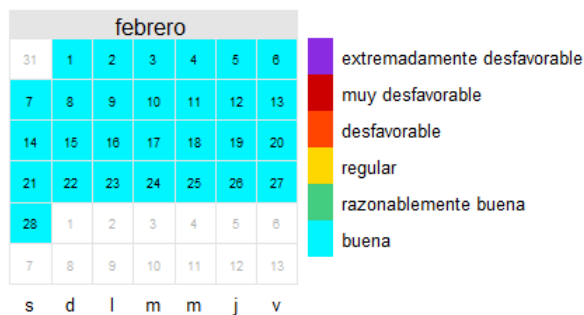 febrero
31 1 2 3 4 5 6
7 8 9 10 11 12 13
14 15 16 17 18 19 20
21 22 23 24 25 26 27
28 1 2 3 4 5 6
7 8 9 10 11 12 13
s d l m m j v
extremadamente desfavorable
muy desfavorable
desfavorable
regular
razonablemente buena
buena